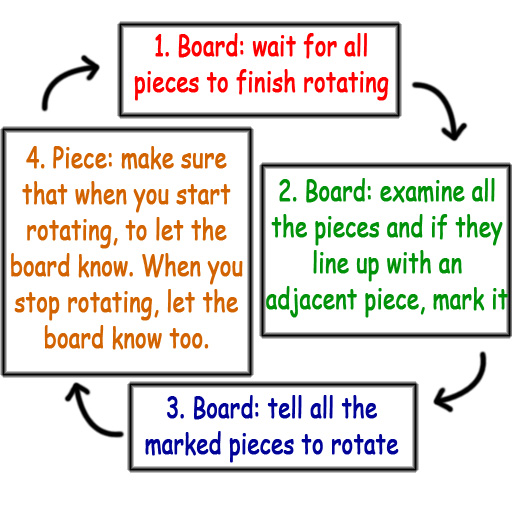 1. Board: wait for all
pieces to finish rotating
2. Board: examine all
the pieces and if they
line up with an
adjacent piece, mark it
3. Board: tell all the
marked pieces to rotate
4. Piece: make sure
that when you start
rotating, to let the
board know. When you
stop rotating, let the
board know too.